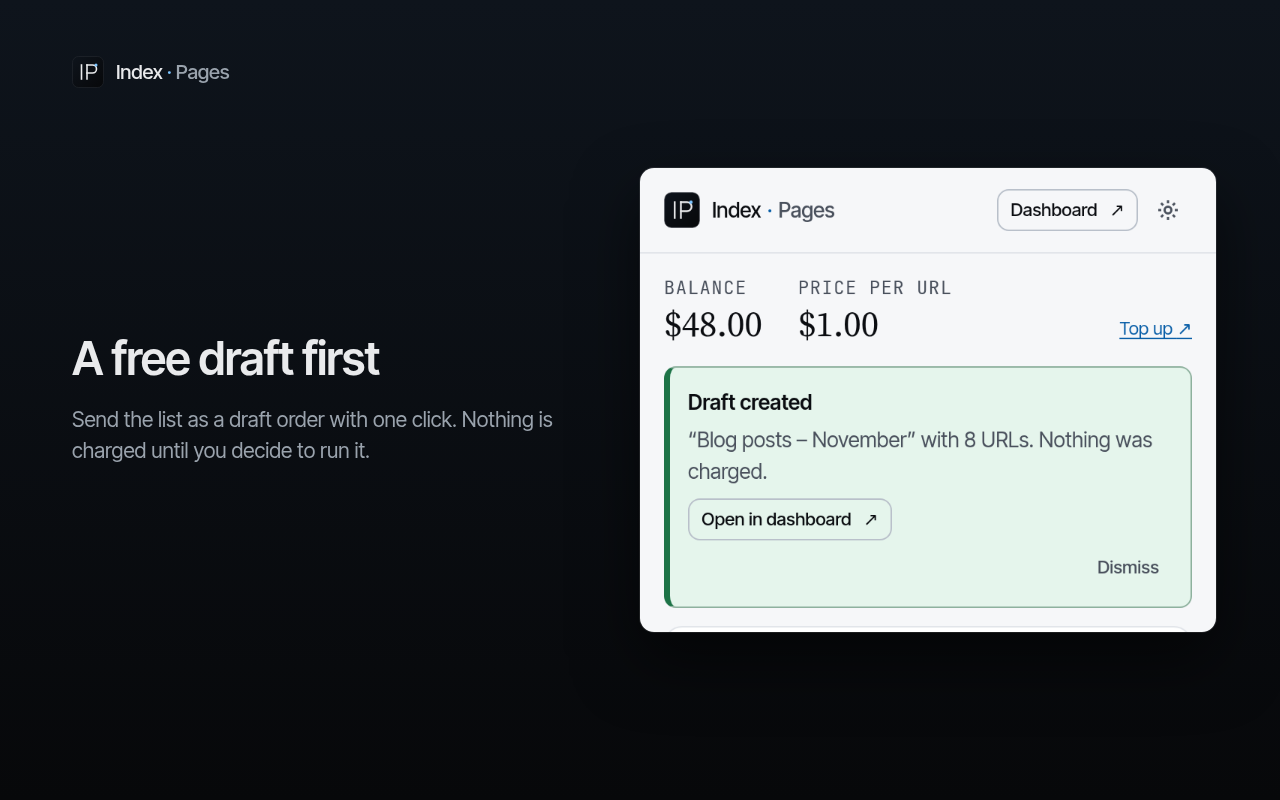 IP Index · Pages
A free draft first
Send the list as a draft order with one click. Nothing is
charged until you decide to run it.
IP Index · Pages
Dashboard ↗
BALANCE
PRICE PER URL
$48.00
$1.00
Top up ↗
Draft created
“Blog posts – November” with 8 URLs. Nothing was
charged.
Open in dashboard ↗
Dismiss